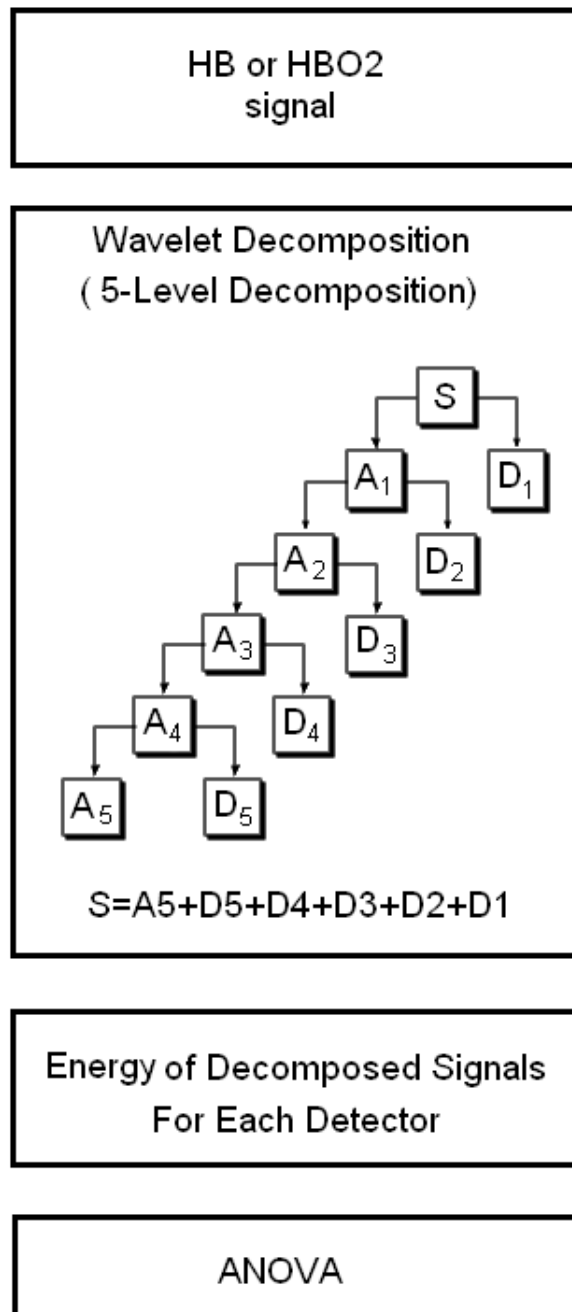 HB or HBO2
signal
Wavelet Decomposition
( 5-Level Decomposition)
S
A1 D1
A2 D2
A3 D3
A4 D4
A5 D5
S=A5+D5+D4+D3+D2+D1
Energy of Decomposed Signals
For Each Detector
ANOVA